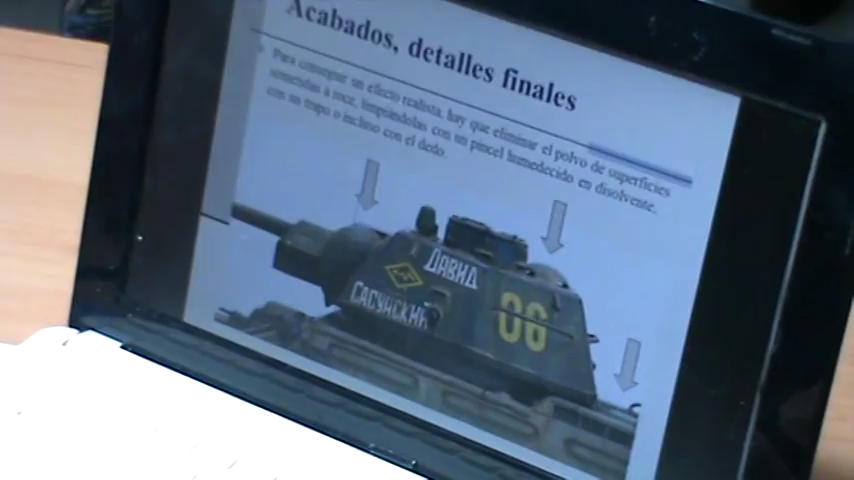 Acabados, detalles finales
Para conseguir un efecto realista, hay que eliminar el polvo de superficies
sometidas a roce, limpiándolas con un pincel humedecido en disolvente,
con un trapo o incluso con el dedo.
ДАВИД
САСУНСКИЙ
06